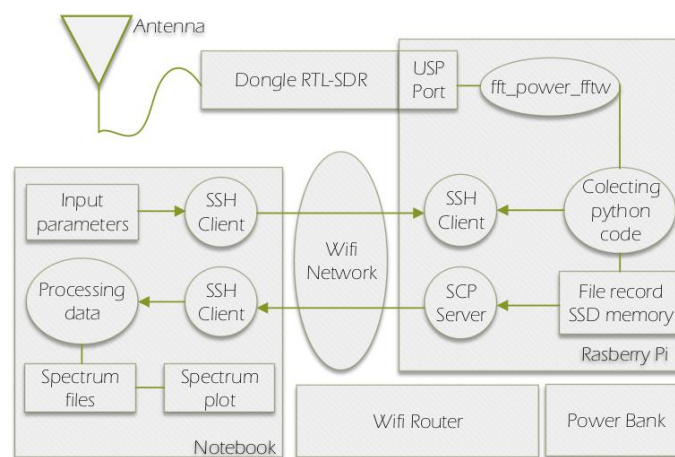 Antenna
Dongle RTL-SDR
USP
Port
fft_power_fftw
Input
parameters
SSH
Client
Wifi
Network
SSH
Client
Colecting
python
code
Processing
data
SSH
Client
SCP
Server
File record
SSD memory
Rasberry Pi
Spectrum
files
Spectrum
plot
Notebook
Wifi Router
Power Bank